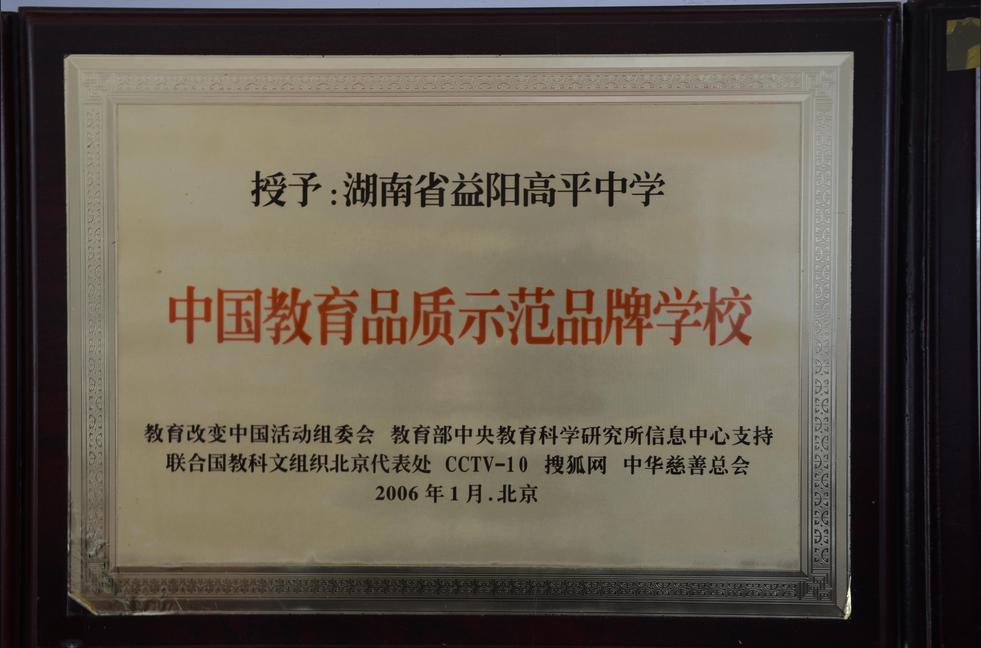 授予:湖南省益阳高平中学
中国教育品质示范品牌学校
教育改变中国活动组委会 教育部中央教育科学研究所信息中心支持
联合国教科文组织北京代表处 CCTV-10 搜狐网 中华慈善总会
2006 年 1 月.北京